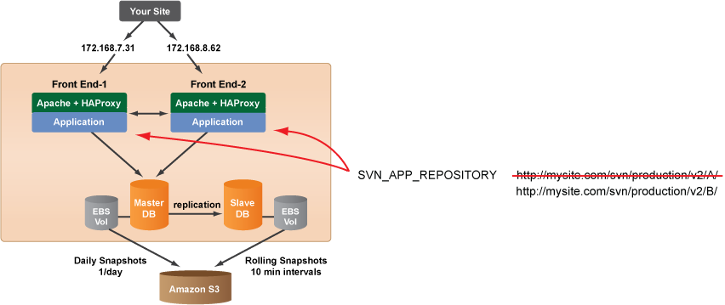 Your Site
172.168.7.31
172.168.8.62
Front End-1
Front End-2
Apache + HAProxy
Apache + HAProxy
Application
Application
SVN_APP_REPOSITORY
http://mysite.com/svn/production/v2/A/
http://mysite.com/svn/production/v2/B/
EBS
Vol
Master
DB
replication
Slave
DB
EBS
Vol
Daily Snapshots
1/day
Rolling Snapshots
10 min intervals
Amazon S3